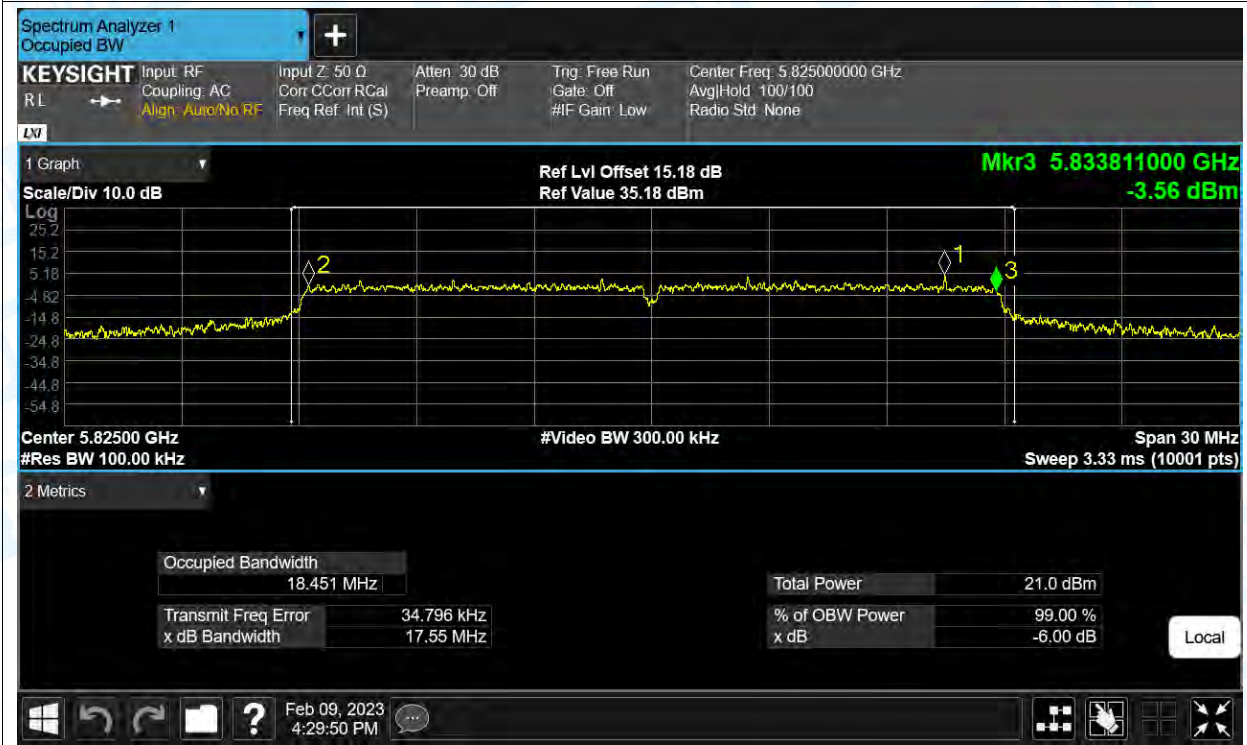 Spectrum Analyzer 1
Occupied BW
KEYSIGHT
R L
LXI
Input: RF
Coupling: AC
Align: Auto/No RF
Input Z: 50 Ω
Corr CCorr RCal
Freq Ref: Int (S)
Atten: 30 dB
Preamp: Off
Trig: Free Run
Gate: Off
#IF Gain: Low
Center Freq: 5.825000000 GHz
Avg|Hold: 100/100
Radio Std: None
1 Graph
Scale/Div 10.0 dB
Ref Lvl Offset 15.18 dB
Ref Value 35.18 dBm
Mkr3 5.833811000 GHz
-3.56 dBm
Log
25.2
15.2
5.18
-4.82
-14.8
-24.8
-34.8
-44.8
-54.8
2
1
3
Center 5.82500 GHz
#Res BW 100.00 kHz
#Video BW 300.00 kHz
Span 30 MHz
Sweep 3.33 ms (10001 pts)
2 Metrics
Occupied Bandwidth
18.451 MHz
Transmit Freq Error 34.796 kHz
x dB Bandwidth 17.55 MHz
Total Power 21.0 dBm
% of OBW Power 99.00 %
x dB -6.00 dB
Local
?
Feb 09, 2023
4:29:50 PM